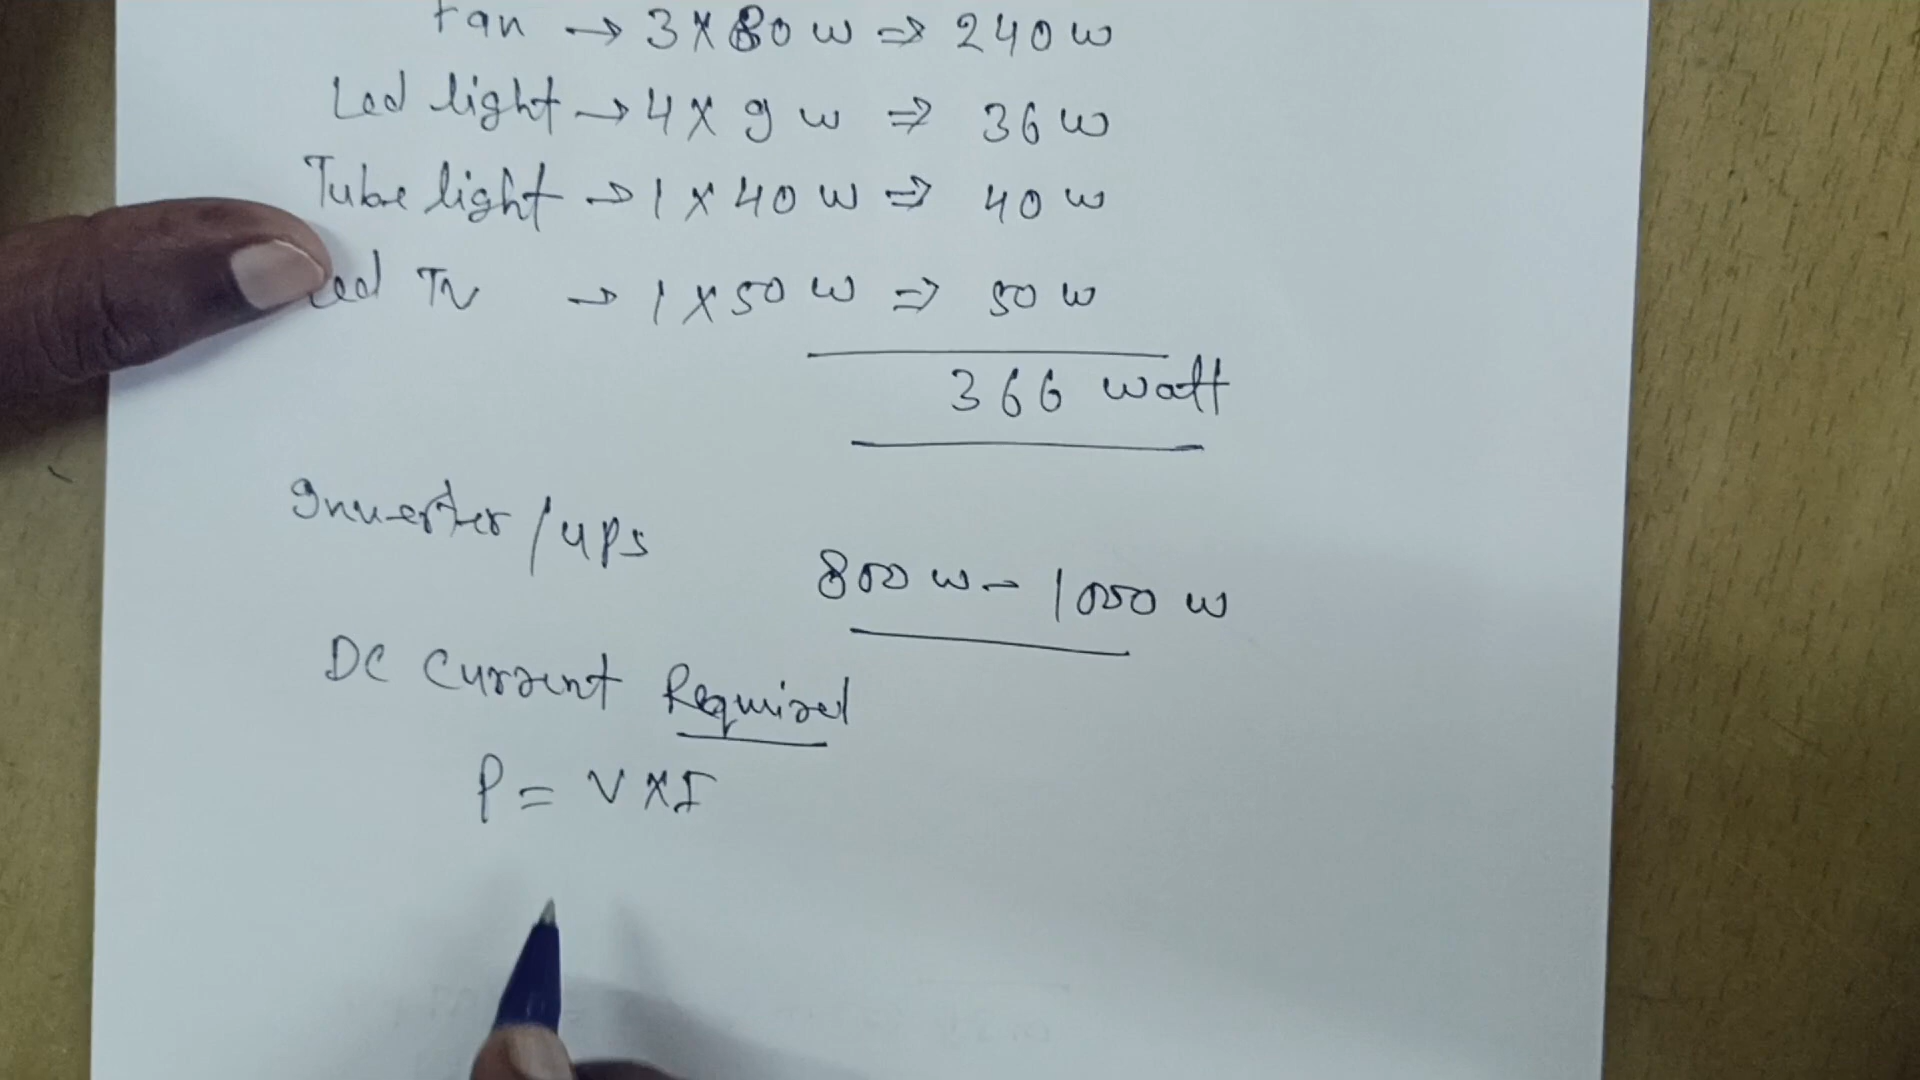 Fan → 3 X 80 w ⇒ 240 w
Led light → 4 X 9 w ⇒ 36 w
Tube light → 1 X 40 w ⇒ 40 w
Led TV → 1 X 50 w ⇒ 50 w
366 watt
Inverter / ups
800 w - 1000 w
DC Current Required
P = V X I